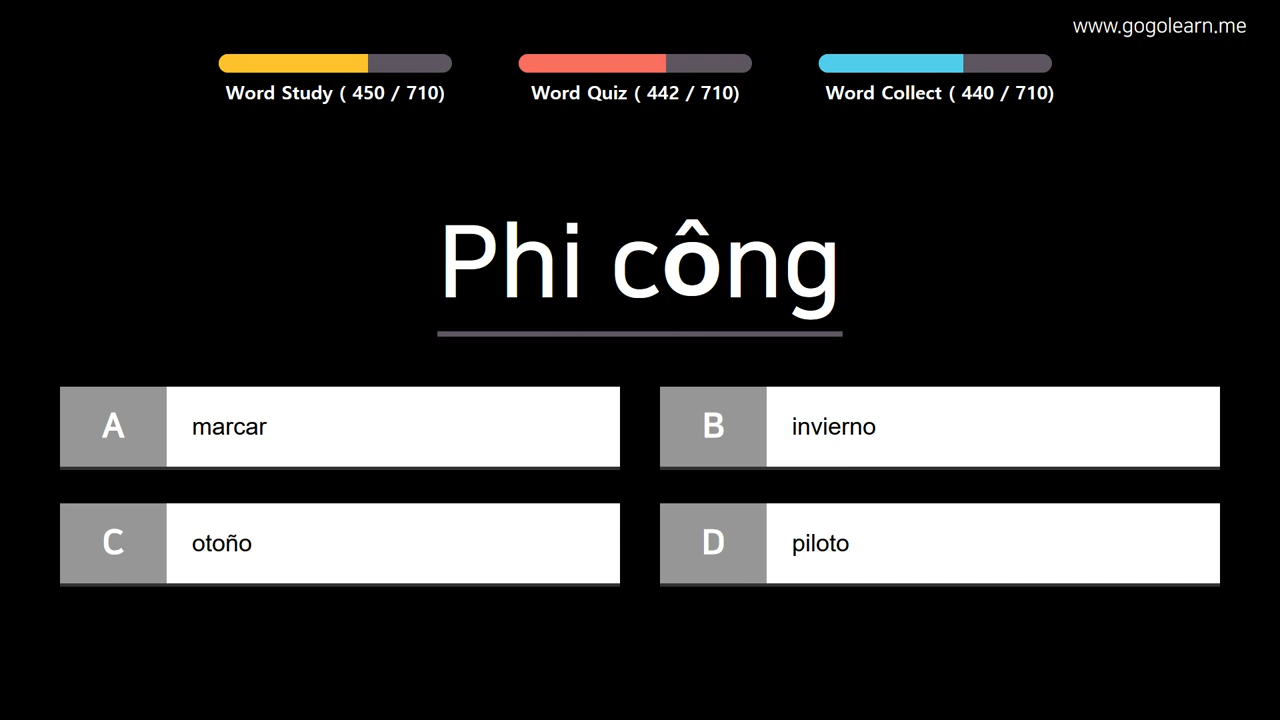 www.gogolearn.me
Word Study ( 450 / 710)
Word Quiz ( 442 / 710)
Word Collect ( 440 / 710)
Phi công
A marcar
B invierno
C otoño
D piloto